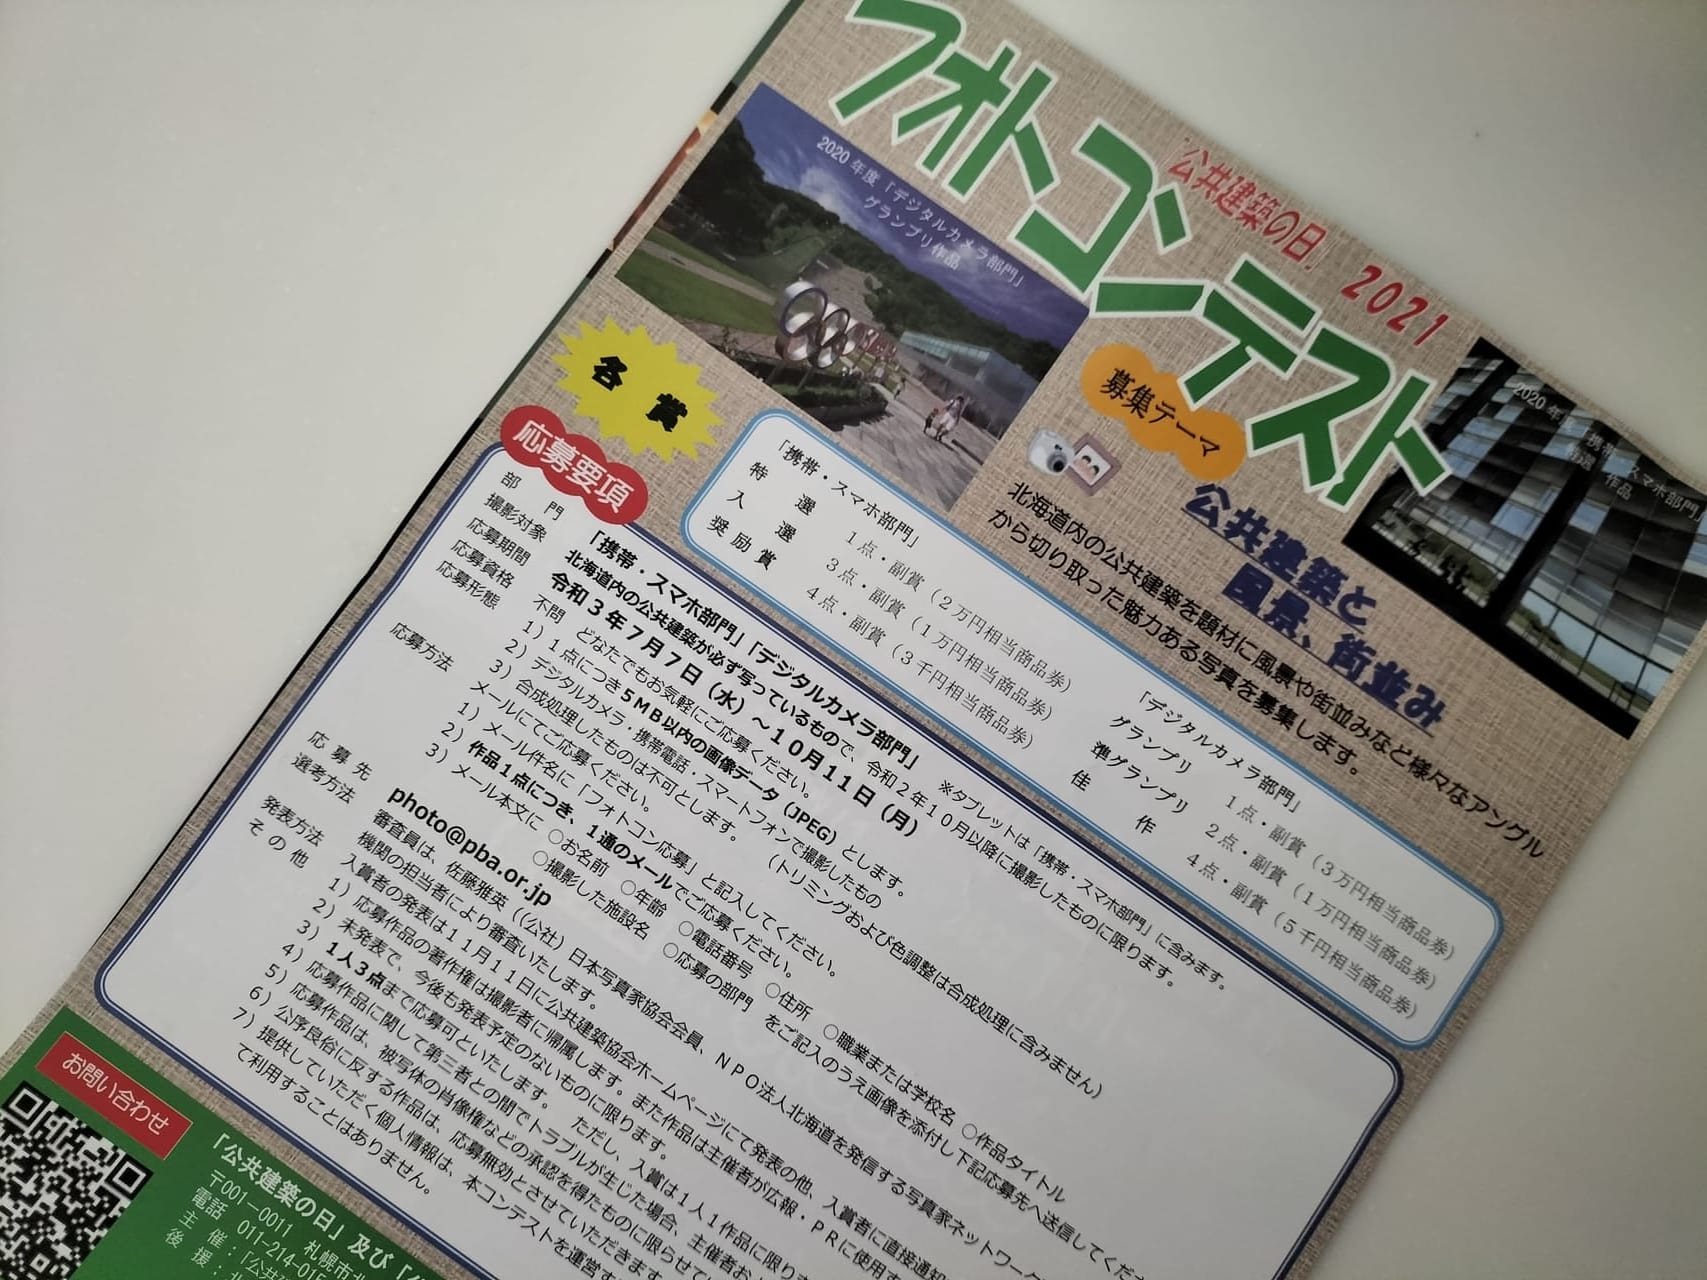 フォトコンテスト
「公共建築の日」 2021
2020年度「デジタルカメラ部門」
グランプリ作品
2020年度「携帯・スマホ部門」
特選
作品
募集テーマ
公共建築と
風景、街並み
北海道内の公共建築を題材に風景や街並みなど様々なアングル
から切り取った魅力ある写真を募集します。
各賞
「携帯・スマホ部門」
特選 1点・副賞(2万円相当商品券)
入選 3点・副賞(1万円相当商品券)
奨励賞 4点・副賞(3千円相当商品券)
「デジタルカメラ部門」
グランプリ 1点・副賞(3万円相当商品券)
準グランプリ 2点・副賞(1万円相当商品券)
佳作 4点・副賞(5千円相当商品券)
応募要項
部門 「携帯・スマホ部門」「デジタルカメラ部門」 ※タブレットは「携帯・スマホ部門」に含みます。
撮影対象 北海道内の公共建築が必ず写っているもので、令和2年10月以降に撮影したものに限ります。
応募期間 令和3年7月7日(水)~10月11日(月)
応募資格 不問 どなたでもお気軽にご応募ください。
応募形態 1)1点につき5MB以内の画像データ(JPEG)とします。
2)デジタルカメラ・携帯電話・スマートフォンで撮影したもの
3)合成処理したものは不可とします。 (トリミングおよび色調整は合成処理に含みません)
応募方法 メールにてご応募ください。
1)メール件名に「フォトコン応募」と記入してください。
2)作品1点につき、1通のメールでご応募ください。
3)メール本文に ○お名前 ○年齢 ○電話番号 ○住所 ○職業または学校名 ○作品タイトル
○撮影した施設名 ○応募の部門 をご記入のうえ画像を添付し下記応募先へ送信してくだ
応募先 photo@pba.or.jp
選考方法 審査員は、佐藤雅英((公社)日本写真家協会会員、NPO法人北海道を発信する写真家ネットワーク
機関の担当者により審査いたします。
発表方法 入賞者の発表は11月11日に公共建築協会ホームページにて発表の他、入賞者に直接通知
その他 1)応募作品の著作権は撮影者に帰属します。また作品は主催者が広報・PRに使用す
2)未発表で、今後も発表予定のないものに限ります。
3)1人3点まで応募可といたします。 ただし、入賞は1人1作品に限りま
4)応募作品に関して第三者との間でトラブルが生じた場合、主催者お
5)応募作品は、被写体の肖像権などの承認を得たものに限らせてい
6)公序良俗に反する作品は、応募無効とさせていただきます
7)提供していただく個人情報は、本コンテストを運営す
て利用することはありません。
お問い合わせ
「公共建築の日」及び「
〒001-0011 札幌市北
電話 011-214-015
主催:「公共建
後援:北